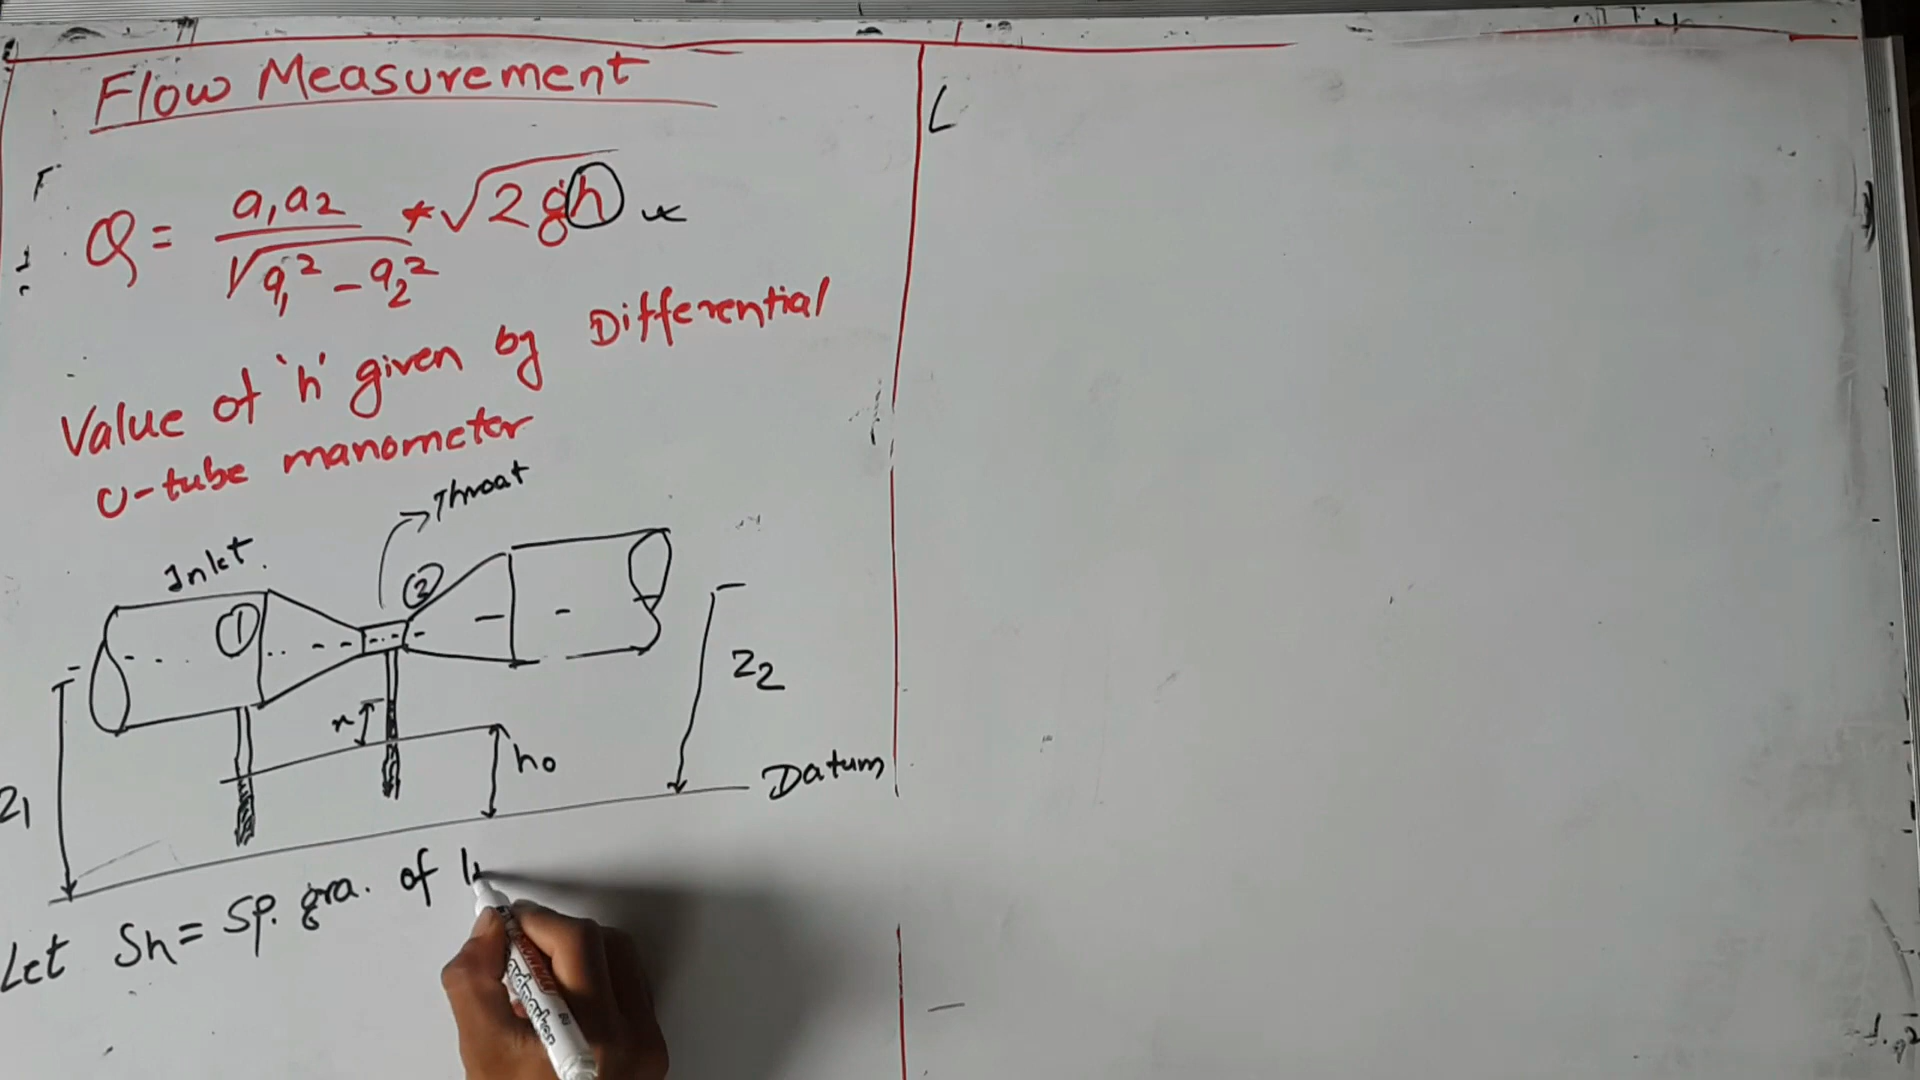 Flow Measurement
Q = a1a2 / √(a1² - a2²) * √2gh
Value of 'h' given by Differential
U-tube manometer
Throat
Inlet.
1
2
x
h0
Z1
Z2
Datum
Let Sh = Sp. gra. of